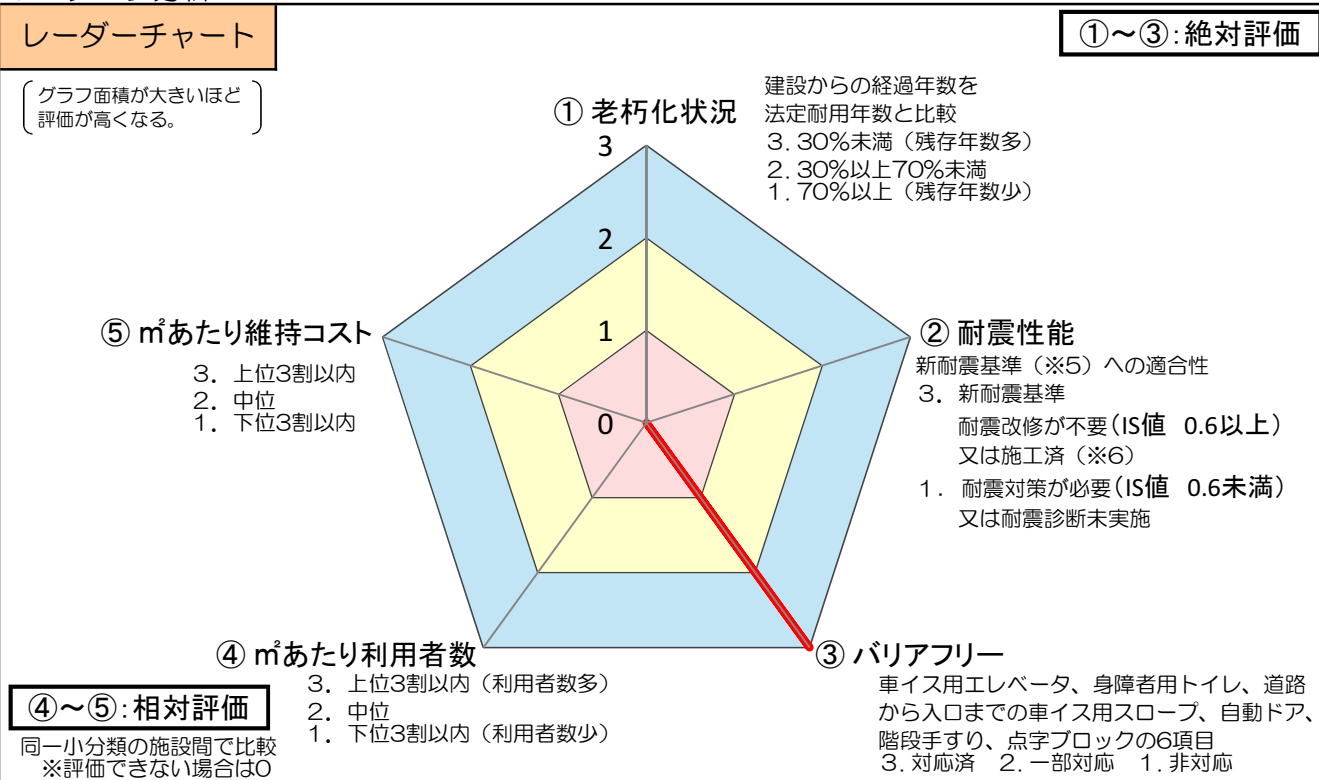 レーダーチャート
①～③:絶対評価
グラフ面積が大きいほど
評価が高くなる。
① 老朽化状況
建設からの経過年数を
法定耐用年数と比較
３．30％未満（残存年数多）
２．30％以上70％未満
１．70％以上（残存年数少）
3
2
1
0
② 耐震性能
新耐震基準（※5）への適合性
３．新耐震基準
耐震改修が不要(IS値 0.6以上)
又は施工済（※6）
１．耐震対策が必要(IS値 0.6未満)
又は耐震診断未実施
③ バリアフリー
車イス用エレベータ、身障者用トイレ、道路
から入口までの車イス用スロープ、自動ドア、
階段手すり、点字ブロックの6項目
３．対応済 ２．一部対応 １．非対応
④ ㎡あたり利用者数
３．上位3割以内（利用者数多）
２．中位
１．下位3割以内（利用者数少）
⑤ ㎡あたり維持コスト
３．上位3割以内
２．中位
１．下位3割以内
④～⑤:相対評価
同一小分類の施設間で比較
※評価できない場合は0